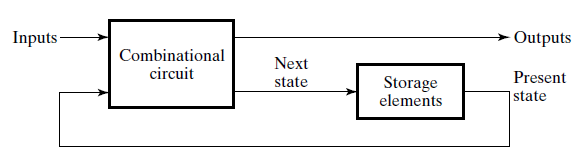 Inputs
Combinational
circuit
Outputs
Next
state
Storage
elements
Present
state